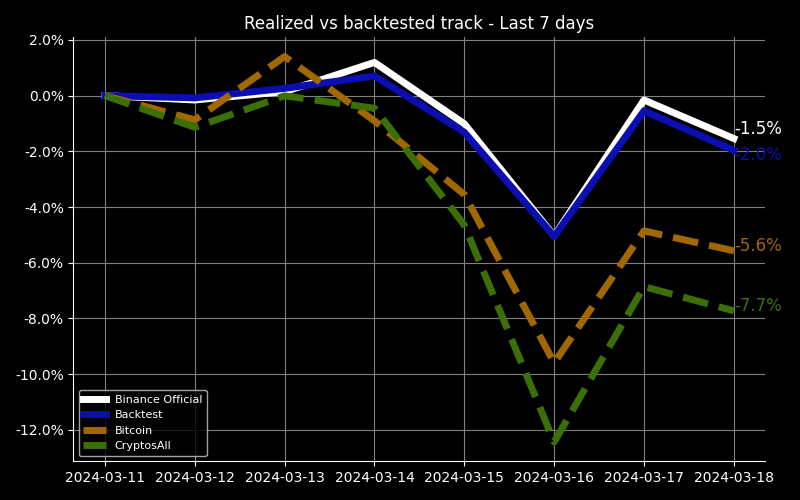 Realized vs backtested track - Last 7 days
2.0%
0.0%
-2.0%
-4.0%
-6.0%
-8.0%
-10.0%
-12.0%
-1.5%
-2.0%
-5.6%
-7.7%
Binance Official
Backtest
Bitcoin
CryptosAll
2024-03-11 2024-03-12 2024-03-13 2024-03-14 2024-03-15 2024-03-16 2024-03-17 2024-03-18